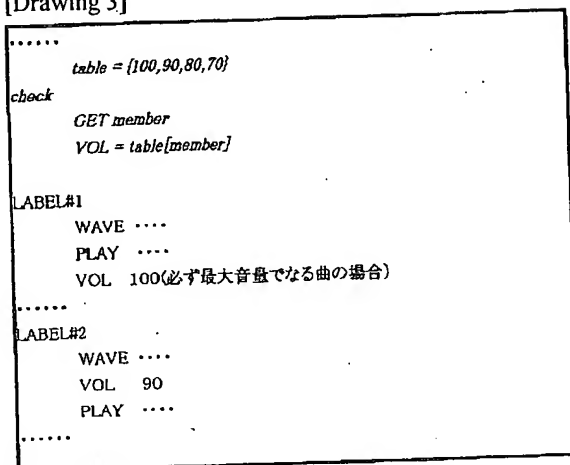 [Drawing 3]
......
table = {100,90,80,70}
check
GET member
VOL = table[member]
LABEL#1
WAVE ....
PLAY ....
VOL 100(必ず最大音量でなる曲の場合)
......
LABEL#2
WAVE ....
VOL 90
PLAY ....
......